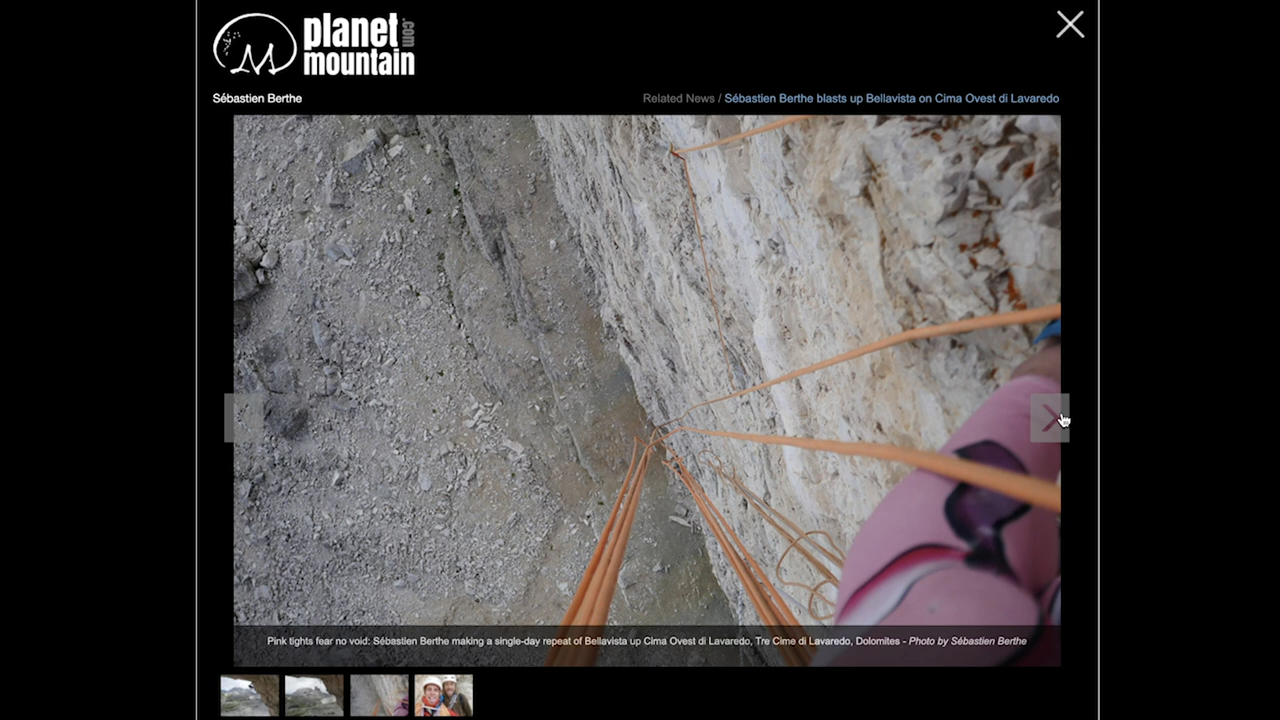 planet
.com
mountain
Sébastien Berthe
Related News / Sébastien Berthe blasts up Bellavista on Cima Ovest di Lavaredo
Pink tights fear no void: Sébastien Berthe making a single-day repeat of Bellavista up Cima Ovest di Lavaredo, Tre Cime di Lavaredo, Dolomites - Photo by Sébastien Berthe